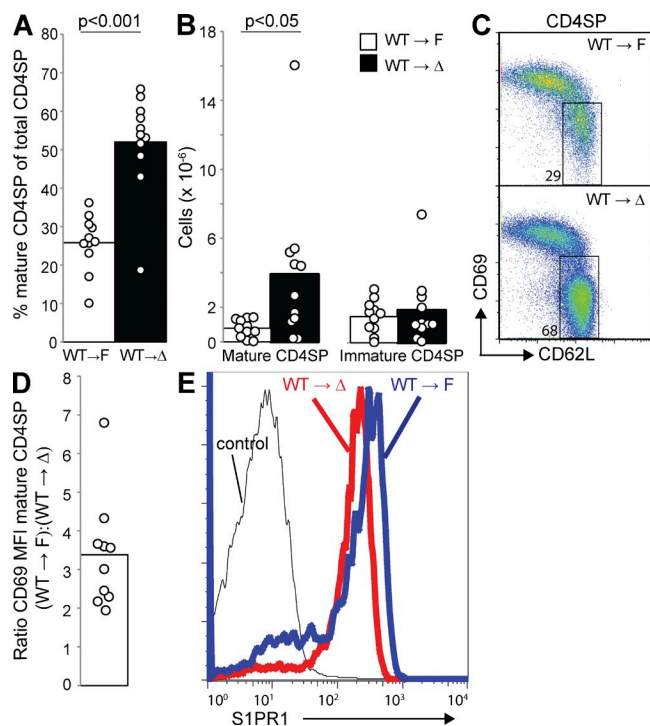 A
p<0.001
% mature CD4SP of total CD4SP
80
70
60
50
40
30
20
10
0
WT→F WT→Δ
B
p<0.05
WT → F
WT → Δ
Cells (x 10⁻⁶)
18
14
6
4
2
0
Mature CD4SP Immature CD4SP
C
CD4SP
WT → F
29
WT → Δ
68
CD69
CD62L
D
Ratio CD69 MFI mature CD4SP
(WT → F):(WT → Δ)
8
7
6
5
4
3
2
1
0
E
WT → Δ WT → F
control
10⁰ 10¹ 10² 10³ 10⁴
S1PR1